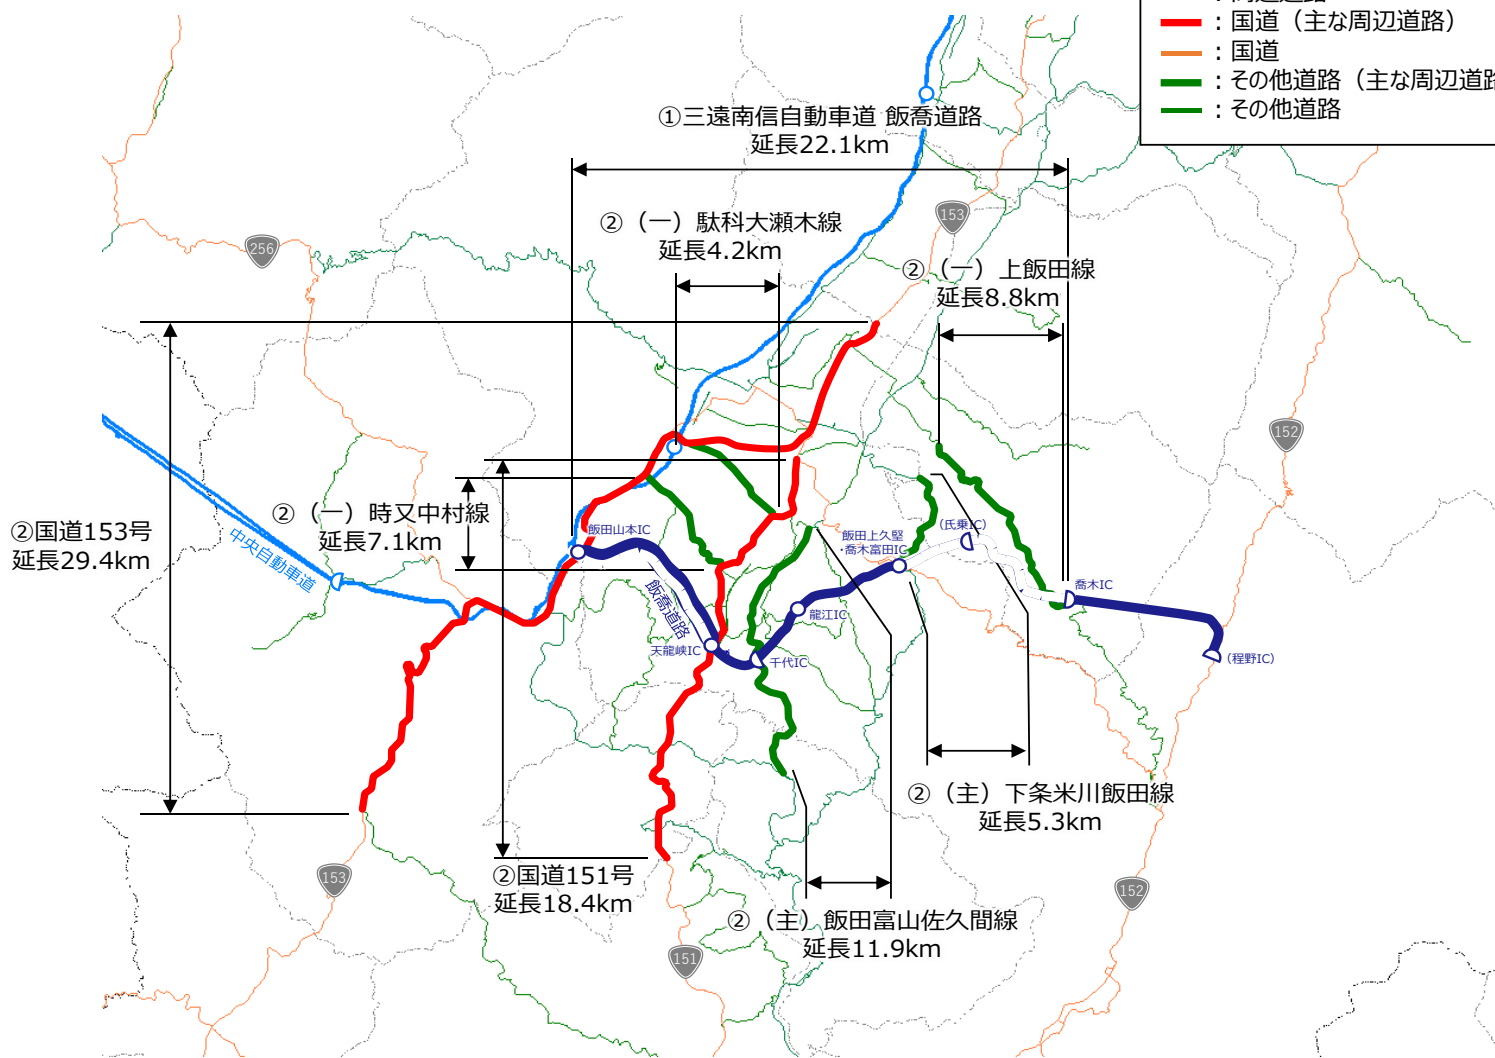 ：国道（主な周辺道路）
：国道
：その他道路（主な周辺道路
：その他道路
①三遠南信自動車道 飯喬道路
延長22.1km
②（一）駄科大瀬木線
延長4.2km
153
256
②（一）上飯田線
延長8.8km
152
②（一）時又中村線
延長7.1km
②国道153号
延長29.4km
中央自動車道
飯田山本IC
飯田上久堅
・喬木富田IC
（氏乗IC）
喬木IC
飯喬道路
龍江IC
天龍峡IC
千代IC
（程野IC）
②（主）下条米川飯田線
延長5.3km
153
②国道151号
延長18.4km
152
②（主）飯田富山佐久間線
延長11.9km
151